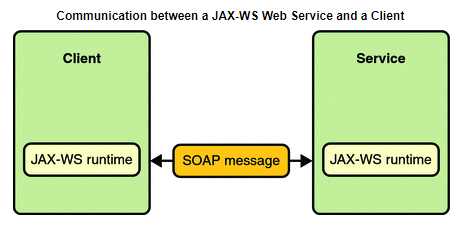 Communication between a JAX-WS Web Service and a Client
Client
Service
JAX-WS runtime
SOAP message
JAX-WS runtime